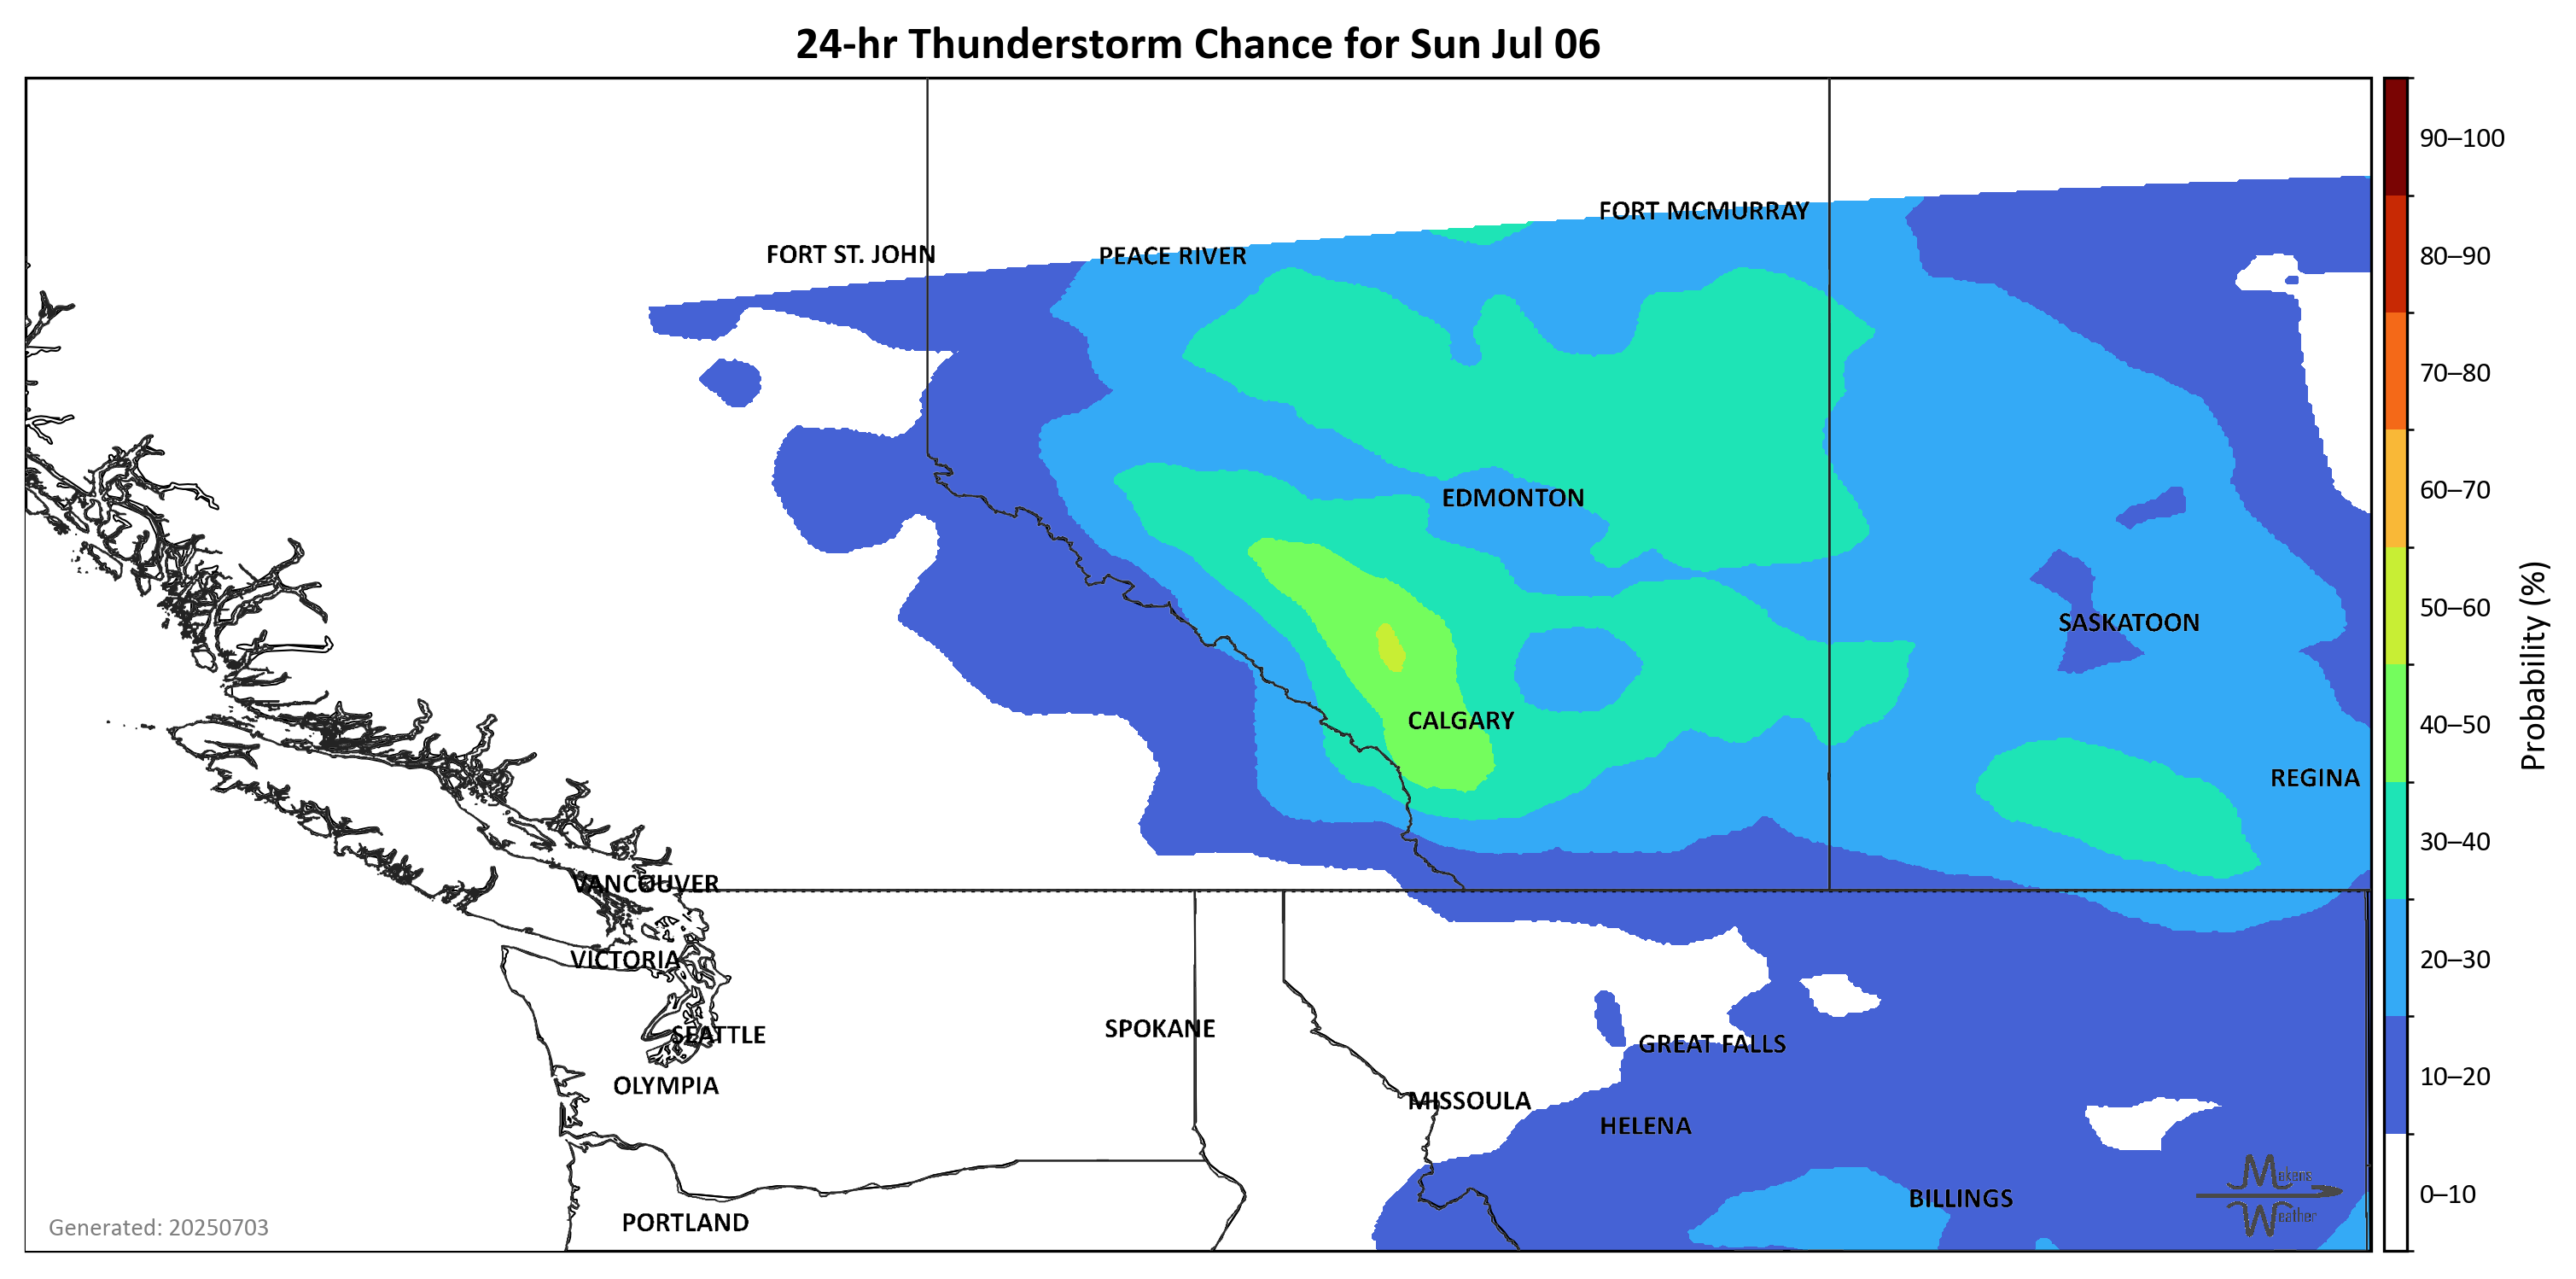 24-hr Thunderstorm Chance for Sun Jul 06
90–100
FORT MCMURRAY
FORT ST. JOHN
PEACE RIVER
80–90
70–80
60–70
EDMONTON
50–60
SASKATOON
Probability (%)
CALGARY
40–50
REGINA
30–40
VANCOUVER
VICTORIA
20–30
SPOKANE
SEATTLE
GREAT FALLS
10–20
OLYMPIA
MISSOULA
HELENA
Mekens
Weather
0–10
BILLINGS
PORTLAND
Generated: 20250703